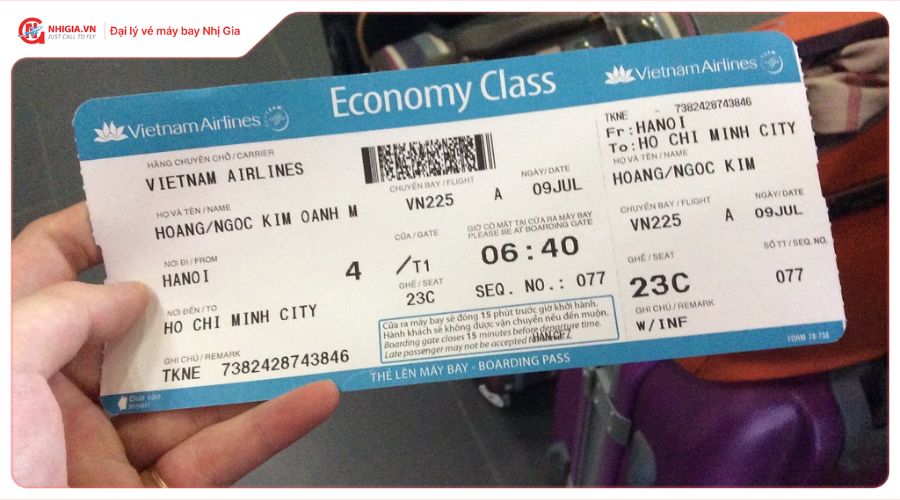 NHIGIA.VN
JUST CALL TO FLY
Đại lý vé máy bay Nhị Gia
Vietnam Airlines
Economy Class
Vietnam Airlines
HÃNG CHUYÊN CHỞ / CARRIER
VIETNAM AIRLINES
HỌ VÀ TÊN / NAME
HOANG/NGOC KIM OANH M
NƠI ĐI / FROM
HANOI
NƠI ĐẾN / TO
HO CHI MINH CITY
GHI CHÚ / REMARK
TKNE 7382428743846
CHUYẾN BAY / FLIGHT
VN225 A
NGÀY / DATE
09JUL
CỬA / GATE
4 /T1
GIỜ CÓ MẶT TẠI CỬA RA MÁY BAY
PLEASE BE AT BOARDING GATE
06:40
GHẾ / SEAT
23C
SEQ. NO.: 077
Cửa ra máy bay sẽ đóng 15 phút trước giờ khởi hành.
Hành khách sẽ không được vận chuyển nếu đến muộn.
Boarding gate closes 15 minutes before departure time.
Late passenger may not be accepted for
THẺ LÊN MÁY BAY - BOARDING PASS
Đưa vào
TKNE - 7382428743846
Fr:HANOI
To:HO CHI MINH CITY
HỌ VÀ TÊN / NAME
HOANG/NGOC KIM
CHUYẾN BAY / FLIGHT
VN225 A
NGÀY / DATE
09JUL
GHẾ / SEAT
23C
SỐ TT / SEQ. NO.
077
GHI CHÚ / REMARK
W/INF